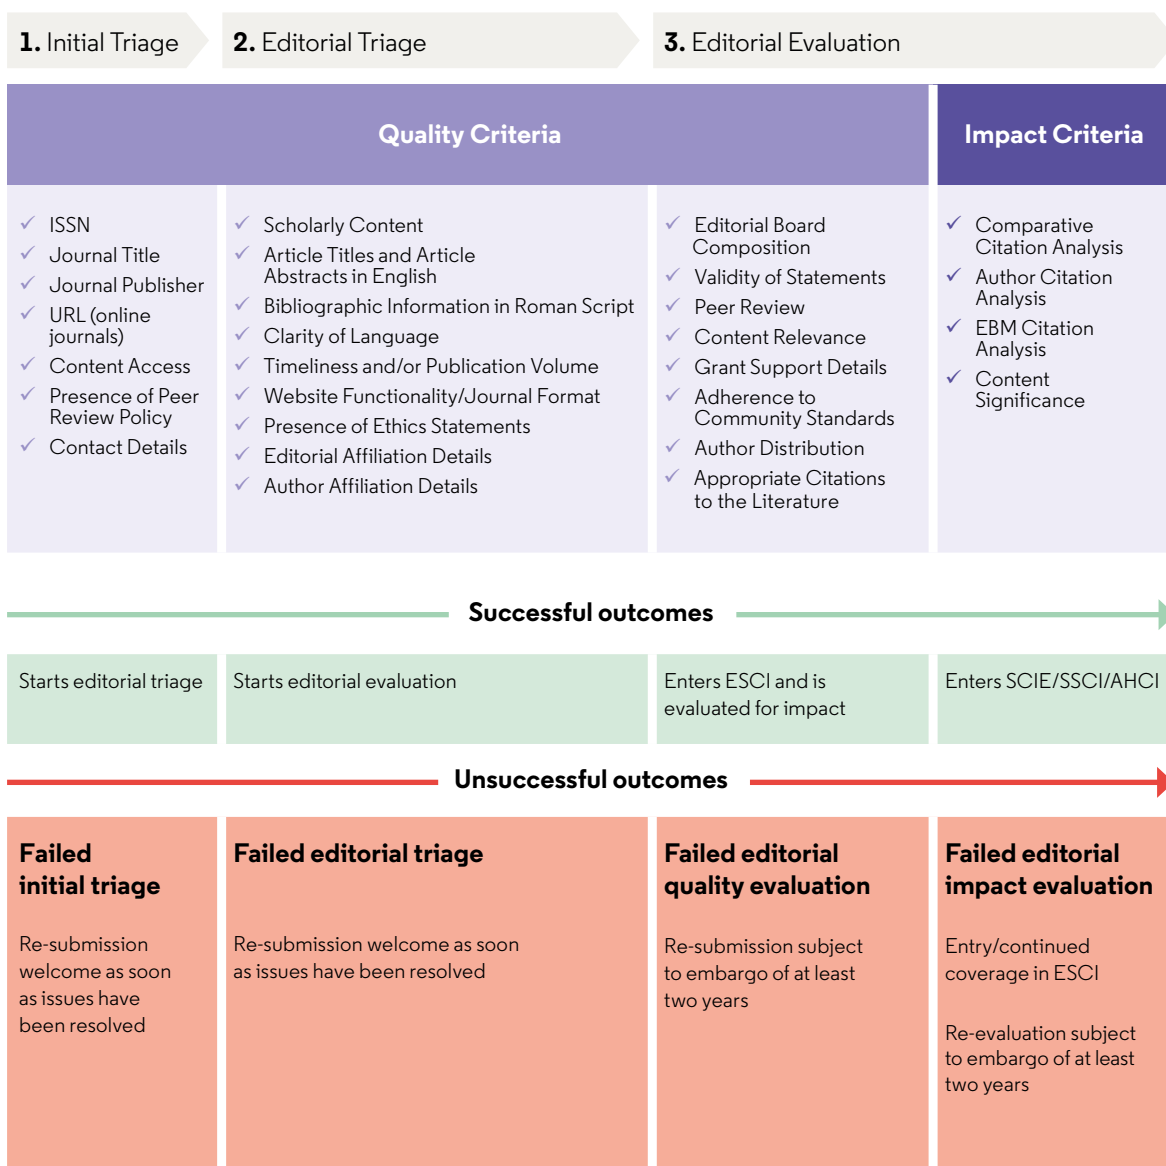 1. Initial Triage
2. Editorial Triage
3. Editorial Evaluation
Quality Criteria
Impact Criteria
✓ ISSN
✓ Journal Title
✓ Journal Publisher
✓ URL (online
journals)
✓ Content Access
✓ Presence of Peer
Review Policy
✓ Contact Details
✓ Scholarly Content
✓ Article Titles and Article
Abstracts in English
✓ Bibliographic Information in Roman Script
✓ Clarity of Language
✓ Timeliness and/or Publication Volume
✓ Website Functionality/Journal Format
✓ Presence of Ethics Statements
✓ Editorial Affiliation Details
✓ Author Affiliation Details
✓ Editorial Board
Composition
✓ Validity of Statements
✓ Peer Review
✓ Content Relevance
✓ Grant Support Details
✓ Adherence to
Community Standards
✓ Author Distribution
✓ Appropriate Citations
to the Literature
✓ Comparative
Citation Analysis
✓ Author Citation
Analysis
✓ EBM Citation
Analysis
✓ Content
Significance
Successful outcomes
Starts editorial triage
Starts editorial evaluation
Enters ESCI and is
evaluated for impact
Enters SCIE/SSCI/AHCI
Unsuccessful outcomes
Failed
initial triage
Re-submission
welcome as soon
as issues have
been resolved
Failed editorial triage
Re-submission welcome as soon
as issues have been resolved
Failed editorial
quality evaluation
Re-submission subject
to embargo of at least
two years
Failed editorial
impact evaluation
Entry/continued
coverage in ESCI
Re-evaluation subject
to embargo of at least
two years